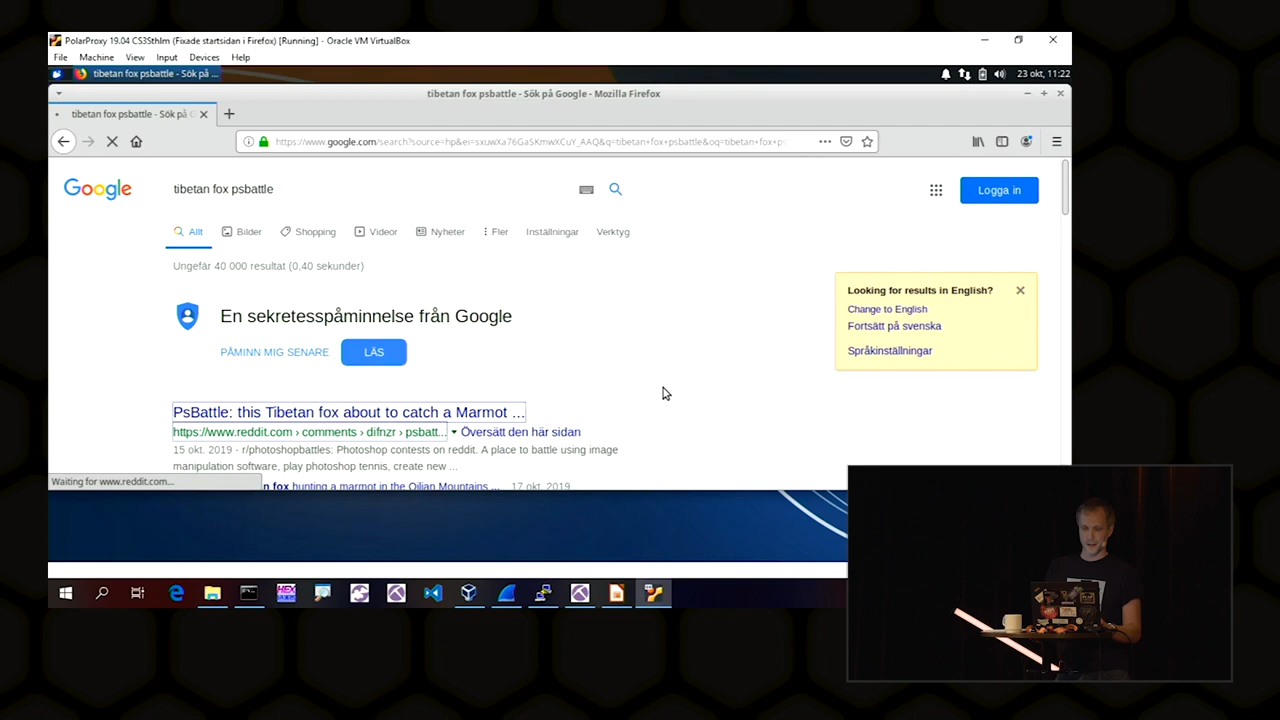 PolarProxy 19.04 CS3Sthlm (Fixade startsidan i Firefox) [Running] - Oracle VM VirtualBox
File Machine View Input Devices Help
tibetan fox psbattle - Sök på ...
23 okt, 11:22
tibetan fox psbattle - Sök på Google - Mozilla Firefox
tibetan fox psbattle - Sök på G
https://www.google.com/search?source=hp&ei=sxuwXa76GaSKmwXCuY_AAQ&q=tibetan+fox+psbattle&oq=tibetan+fox+p
Google
tibetan fox psbattle
Logga in
Allt Bilder Shopping Videor Nyheter Fler Inställningar Verktyg
Ungefär 40 000 resultat (0,40 sekunder)
Looking for results in English?
Change to English
Fortsätt på svenska
Språkinställningar
En sekretesspåminnelse från Google
PÅMINN MIG SENARE LÄS
PsBattle: this Tibetan fox about to catch a Marmot ...
https://www.reddit.com › comments › difnzr › psbatt... Översätt den här sidan
15 okt. 2019 - r/photoshopbattles: Photoshop contests on reddit. A place to battle using image
manipulation software, play photoshop tennis, create new ...
Waiting for www.reddit.com...
n fox hunting a marmot in the Qilian Mountains ... 17 okt. 2019
HEX